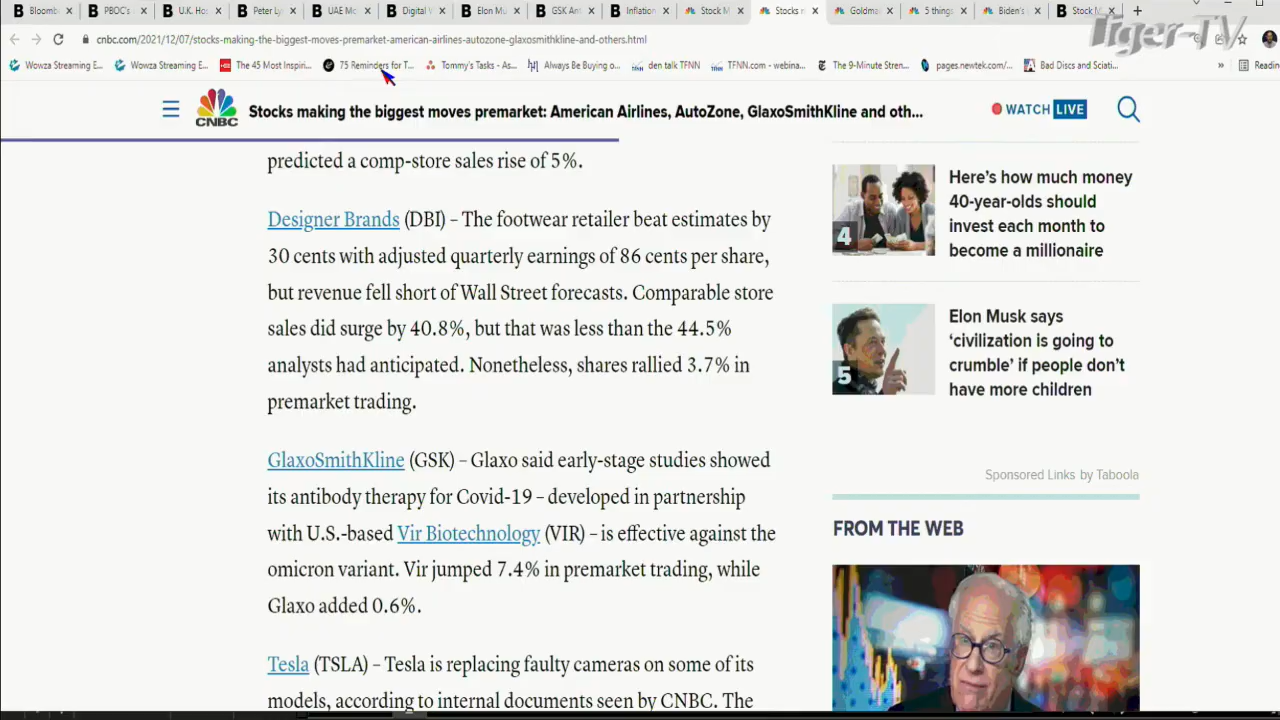 Bloomb
PBOC's
U.K. Ho
Peter Ly
UAE Mo
Digital
Elon Mu
GSK Ant
Inflation
Stock M
Stocks n
Goldma
5 things
Biden's
Stock M
Tiger-TV
cnbc.com/2021/12/07/stocks-making-the-biggest-moves-premarket-american-airlines-autozone-glaxosmithkline-and-others.html
Wowza Streaming E...
Wowza Streaming E...
The 45 Most Inspiri...
75 Reminders for T...
Tommy's Tasks - As...
Always Be Buying o...
den talk TFNN
TFNN.com - webina...
The 9-Minute Stren...
pages.newtek.com/...
Bad Discs and Sciati...
»
Readin
CNBC
Stocks making the biggest moves premarket: American Airlines, AutoZone, GlaxoSmithKline and oth...
WATCH LIVE
predicted a comp-store sales rise of 5%.
Designer Brands (DBI) – The footwear retailer beat estimates by
30 cents with adjusted quarterly earnings of 86 cents per share,
but revenue fell short of Wall Street forecasts. Comparable store
sales did surge by 40.8%, but that was less than the 44.5%
analysts had anticipated. Nonetheless, shares rallied 3.7% in
premarket trading.
GlaxoSmithKline (GSK) – Glaxo said early-stage studies showed
its antibody therapy for Covid-19 – developed in partnership
with U.S.-based Vir Biotechnology (VIR) – is effective against the
omicron variant. Vir jumped 7.4% in premarket trading, while
Glaxo added 0.6%.
Tesla (TSLA) – Tesla is replacing faulty cameras on some of its
models, according to internal documents seen by CNBC. The
4
Here's how much money
40-year-olds should
invest each month to
become a millionaire
5
Elon Musk says
‘civilization is going to
crumble’ if people don’t
have more children
Sponsored Links by Taboola
FROM THE WEB